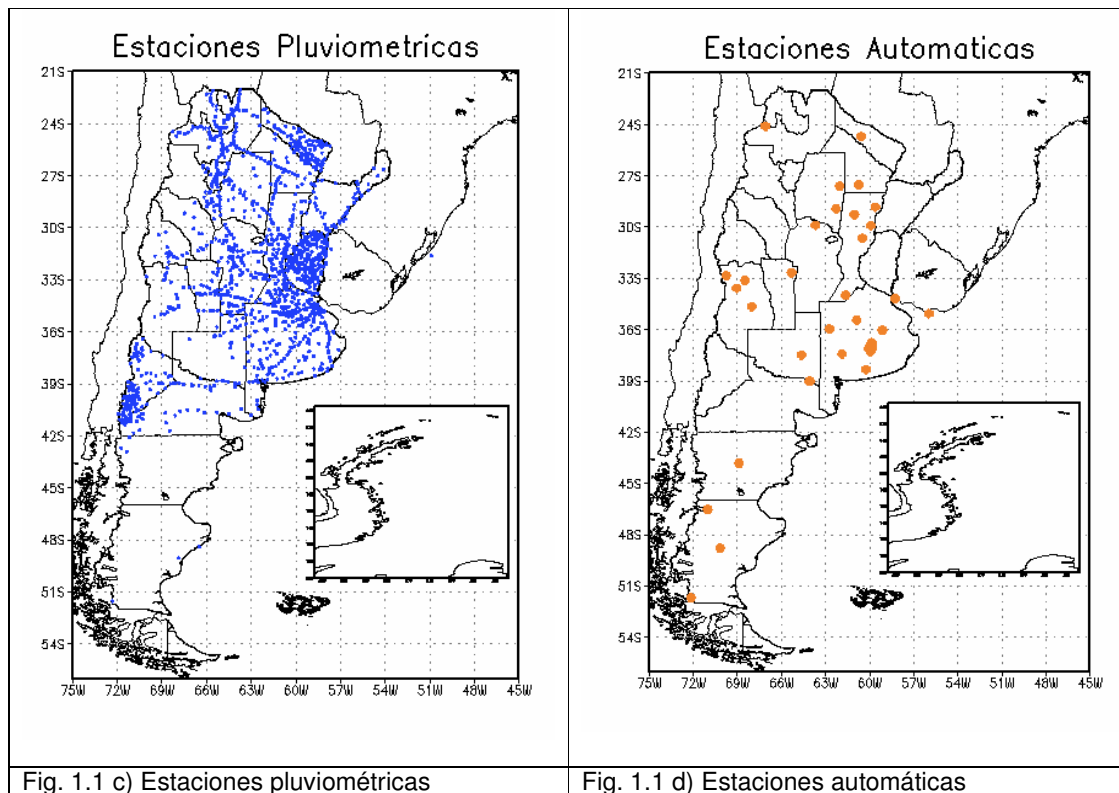 Estaciones Pluviometricas
21S
24S
27S
30S
33S
36S
39S
42S
45S
48S
51S
54S
75W 72W 69W 66W 63W 60W 57W 54W 51W 48W 45W
Fig. 1.1 c) Estaciones pluviométricas
Estaciones Automaticas
21S
24S
27S
30S
33S
36S
39S
42S
45S
48S
51S
54S
75W 72W 69W 66W 63W 60W 57W 54W 51W 48W 45W
Fig. 1.1 d) Estaciones automáticas